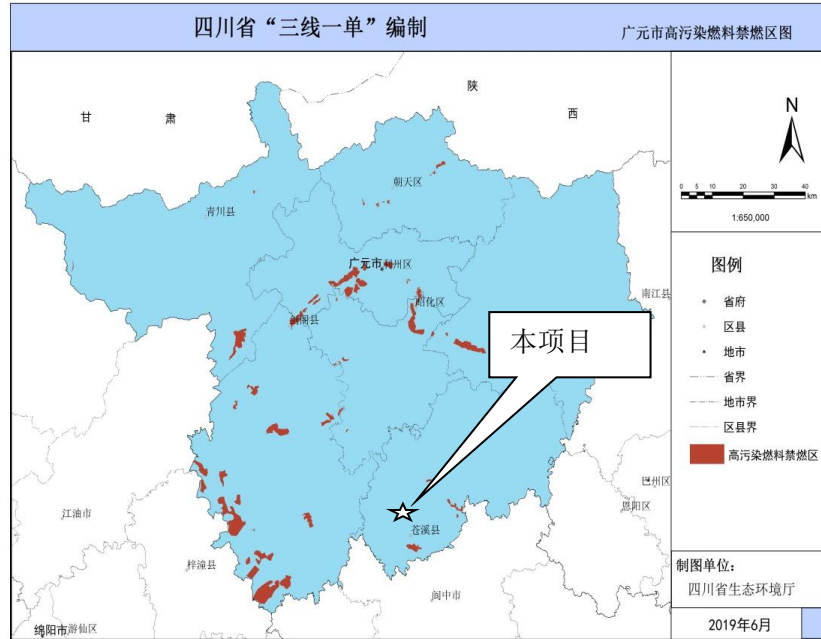 四川省“三线一单”编制
广元市高污染燃料禁燃区图
陕
西
甘
肃
N
朝天区
青川县
0 5 10 20 30 40
km
1:650,000
广元市
利州区
图例
南江县
昭化区
剑阁县
省府
区县
本项目
地市
省界
地市界
区县界
高污染燃料禁燃区
巴州区
恩阳区
江油市
苍溪县
梓潼县
制图单位：
四川省生态环境厅
阆中市
绵阳市
游仙区
2019年6月